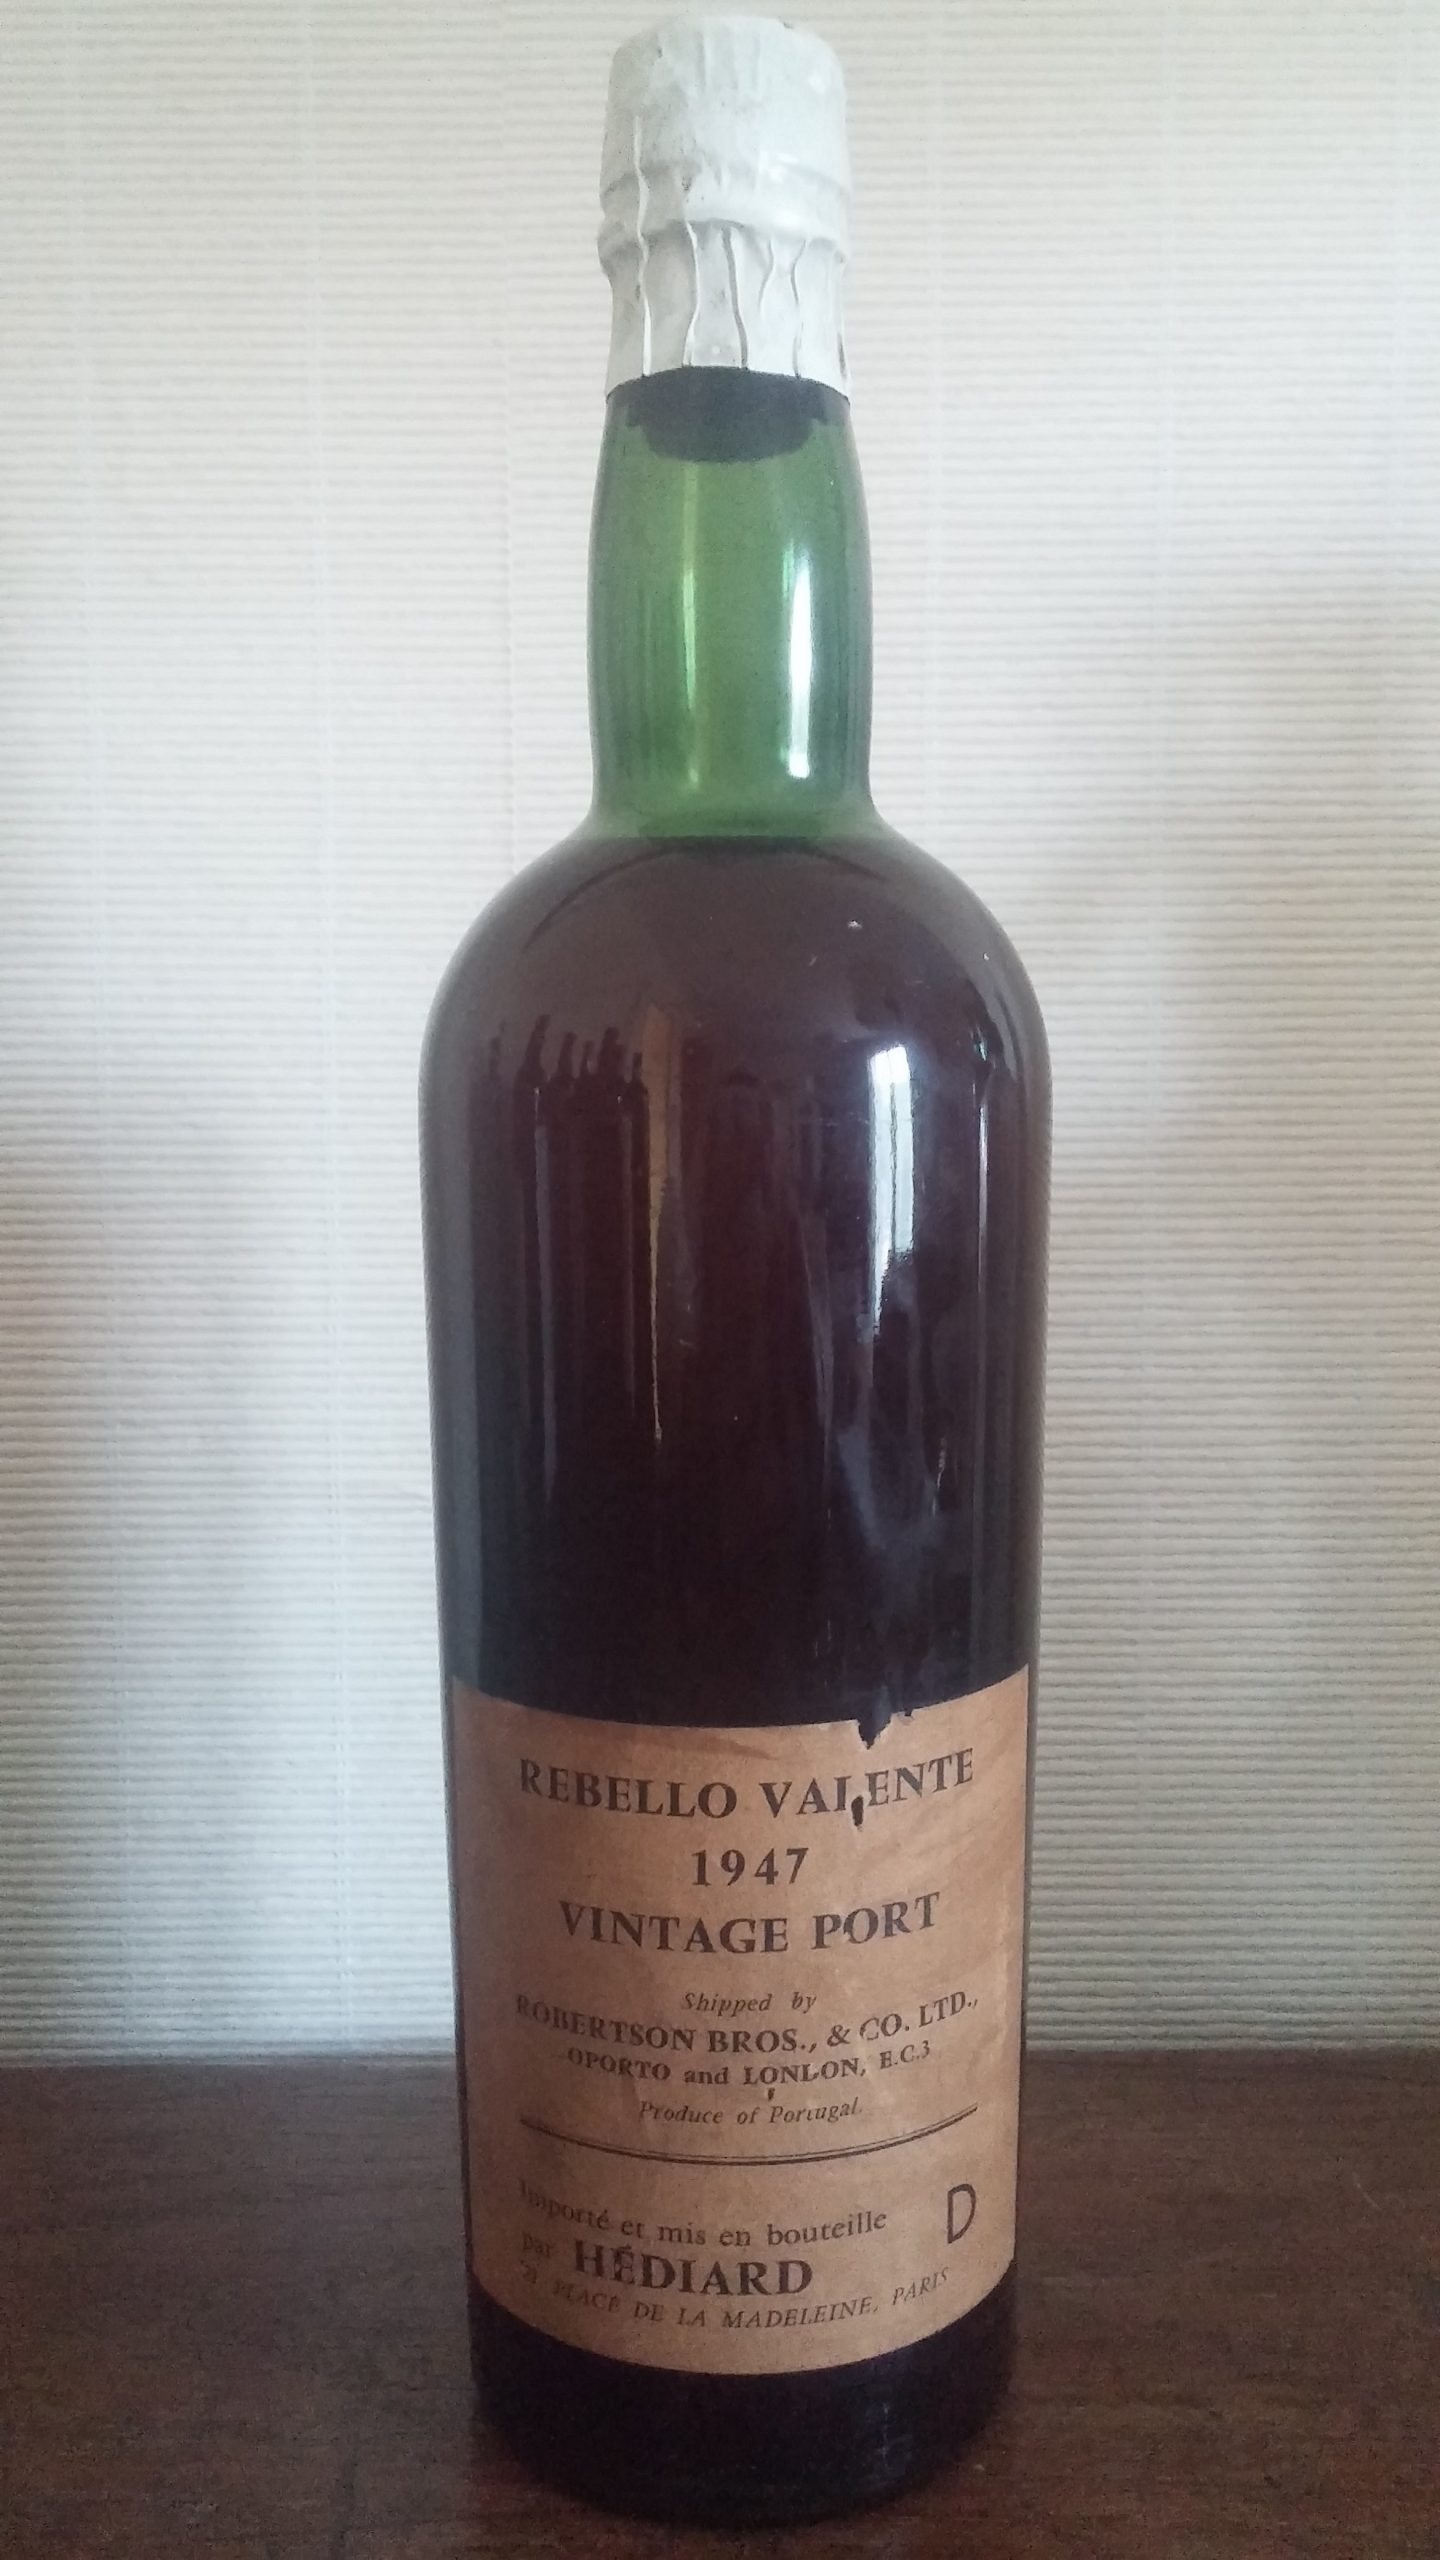 REBELLO VALENTE
1947
VINTAGE PORT
Shipped by
ROBERTSON BROS., & CO. LTD.,
OPORTO and LONDON, E.C.3
Produce of Portugal.
Importé et mis en bouteille
par HÉDIARD
D
21 PLACE DE LA MADELEINE, PARIS